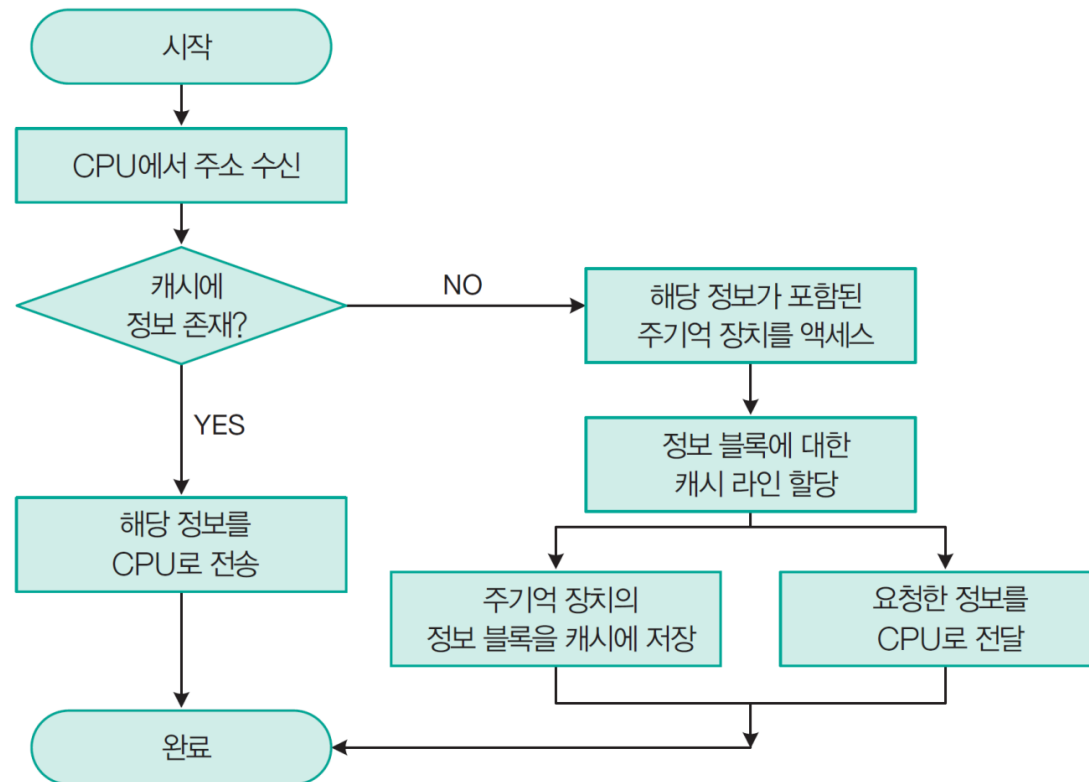 시작
CPU에서 주소 수신
캐시에
정보 존재?
NO
해당 정보가 포함된
주기억 장치를 액세스
YES
정보 블록에 대한
캐시 라인 할당
해당 정보를
CPU로 전송
주기억 장치의
정보 블록을 캐시에 저장
요청한 정보를
CPU로 전달
완료